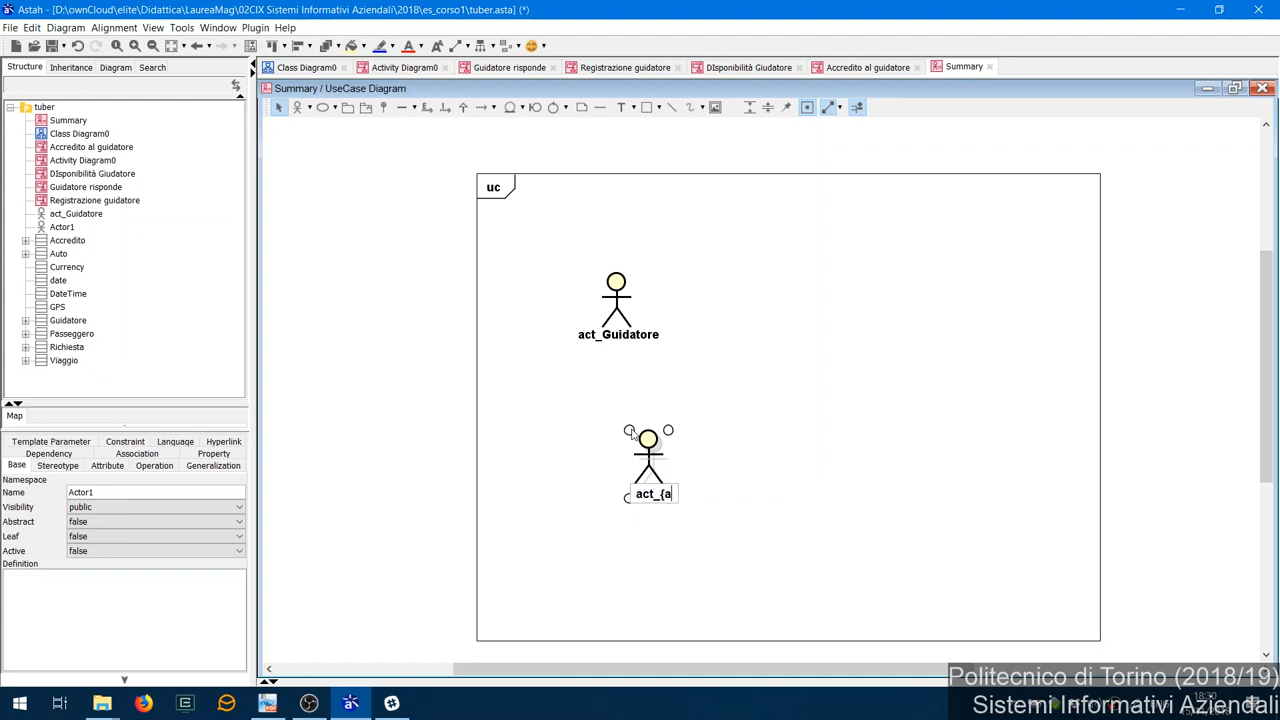 Astah - [D:\ownCloud\elite\Didattica\LaureaMag\02CIX Sistemi Informativi Aziendali\2018\es_corso1\tuber.asta] (*)
File Edit Diagram Alignment View Tools Window Plugin Help
Structure Inheritance Diagram Search
Class Diagram0 Activity Diagram0 Guidatore risponde Registrazione guidatore DIsponibilità Giudatore Accredito al guidatore Summary
Summary / UseCase Diagram
tuber
Summary
Class Diagram0
Accredito al guidatore
Activity Diagram0
DIsponibilità Giudatore
Guidatore risponde
Registrazione guidatore
act_Guidatore
Actor1
Accredito
Auto
Currency
date
DateTime
GPS
Guidatore
Passeggero
Richiesta
Viaggio
uc
act_Guidatore
act_{a
Map
Template Parameter Constraint Language Hyperlink
Dependency Association Property
Base Stereotype Attribute Operation Generalization
Namespace
Name Actor1
Visibility public
Abstract false
Leaf false
Active false
Definition
Politecnico di Torino (2018/19)
Sistemi Informativi Aziendali
18:30